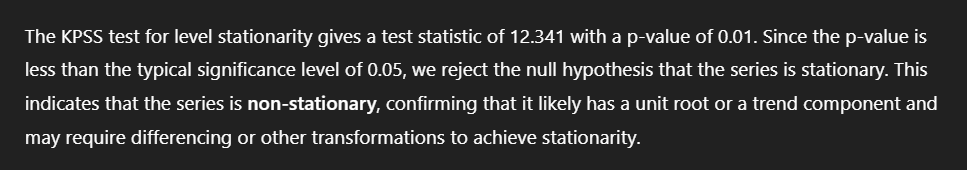 The KPSS test for level stationarity gives a test statistic of 12.341 with a p-value of 0.01. Since the p-value is
less than the typical significance level of 0.05, we reject the null hypothesis that the series is stationary. This
indicates that the series is non-stationary, confirming that it likely has a unit root or a trend component and
may require differencing or other transformations to achieve stationarity.